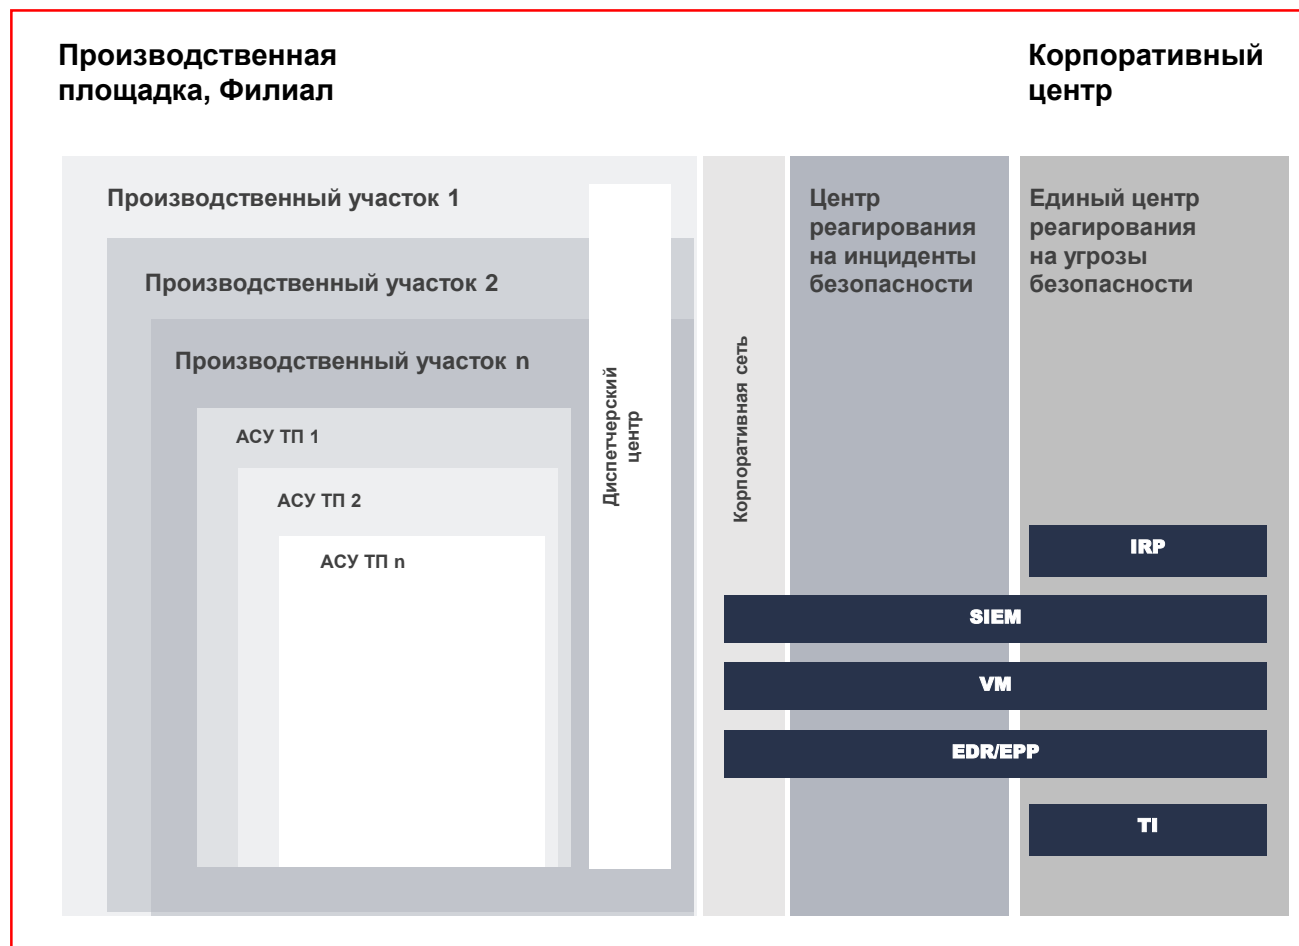 Производственная
площадка, Филиал
Корпоративный
центр
Производственный участок 1
Производственный участок 2
Производственный участок n
АСУ ТП 1
АСУ ТП 2
АСУ ТП n
Диспетчерский
центр
Корпоративная сеть
Центр
реагирования
на инциденты
безопасности
Единый центр
реагирования
на угрозы
безопасности
IRP
SIEM
VM
EDR/EPP
TI